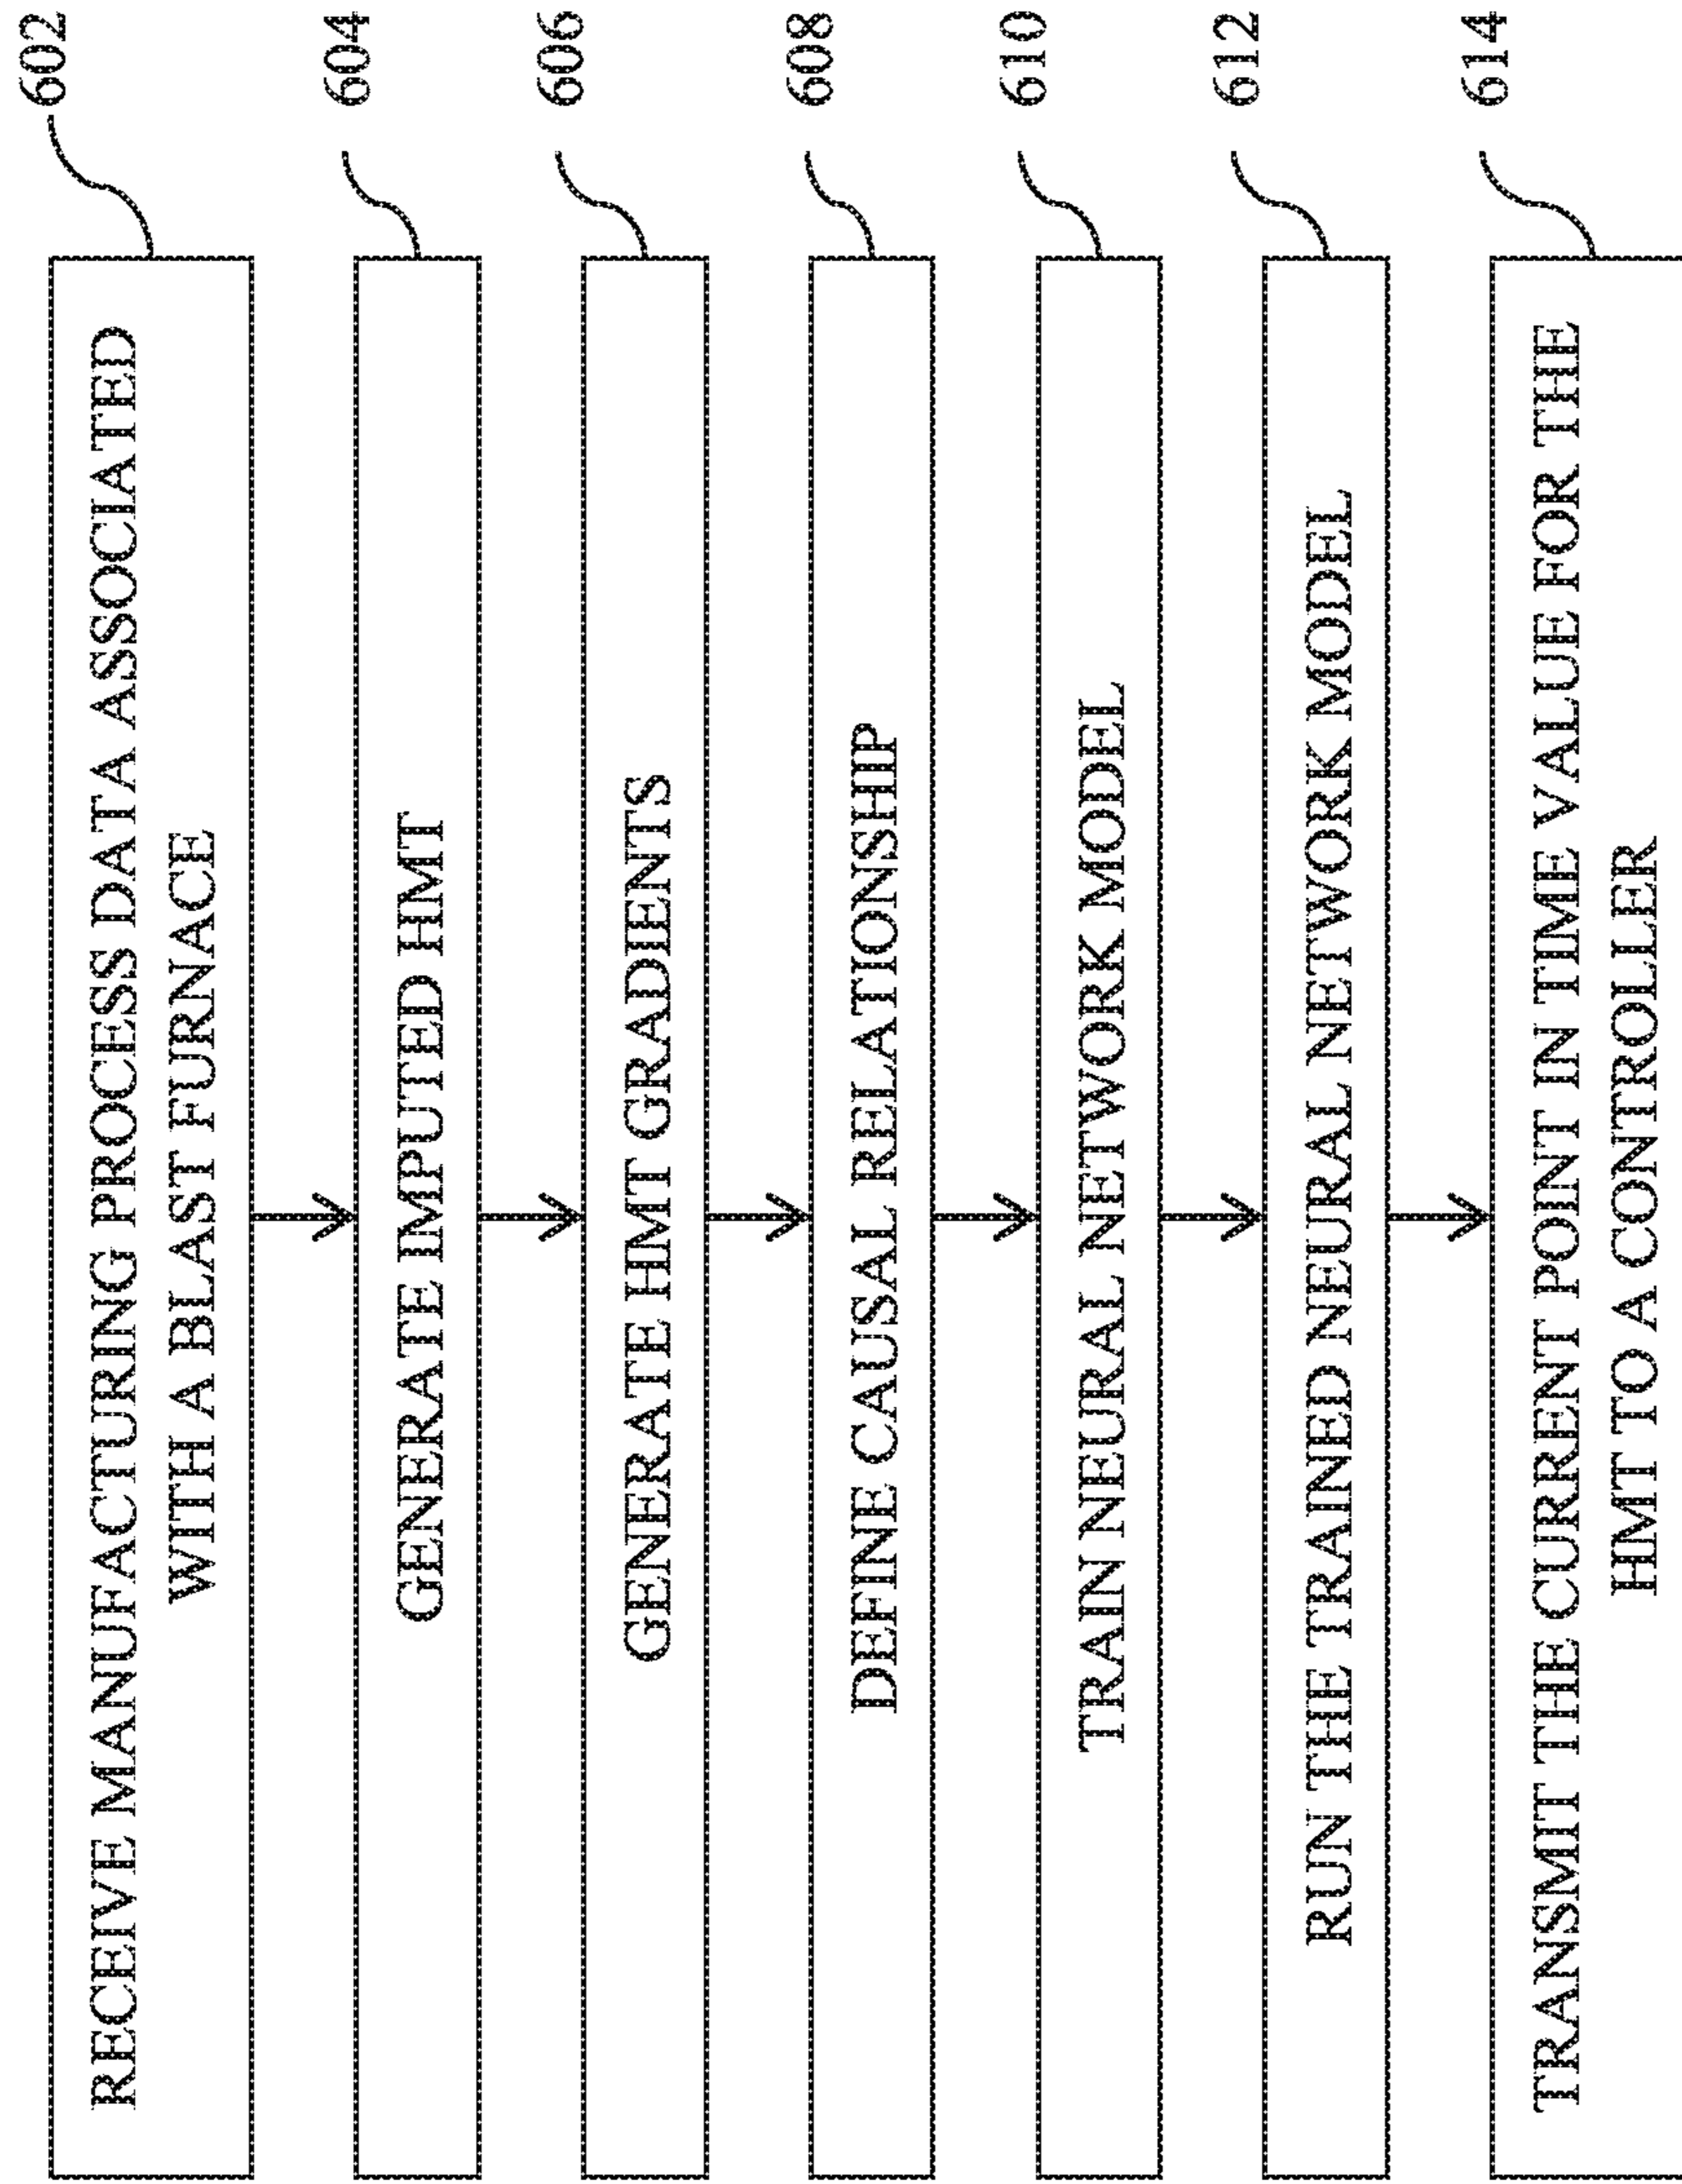 RECEIVE MANUFACTURING PROCESS DATA ASSOCIATED
WITH A BLAST FURNACE
602
GENERATE IMPUTED HMT
604
GENERATE HMT GRADIENTS
606
DEFINE CAUSAL RELATIONSHIP
608
TRAIN NEURAL NETWORK MODEL
610
RUN THE TRAINED NEURAL NETWORK MODEL
612
TRANSMIT THE CURRENT POINT IN TIME VALUE FOR THE
HMT TO A CONTROLLER
614